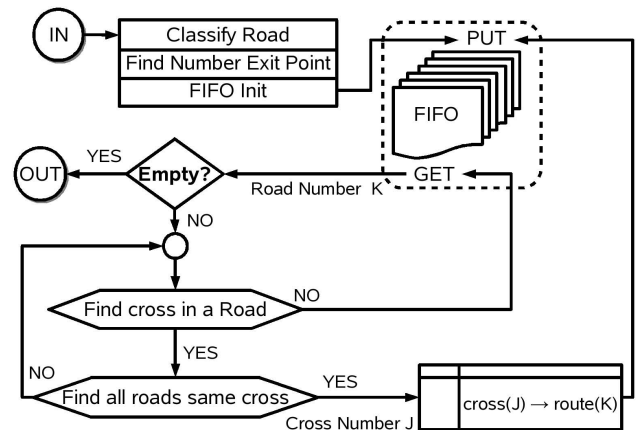 IN
Classify Road
Find Number Exit Point
FIFO Init
PUT
FIFO
GET
OUT
YES
Empty?
Road Number K
NO
Find cross in a Road
NO
YES
NO
Find all roads same cross
YES
Cross Number J
cross(J) → route(K)